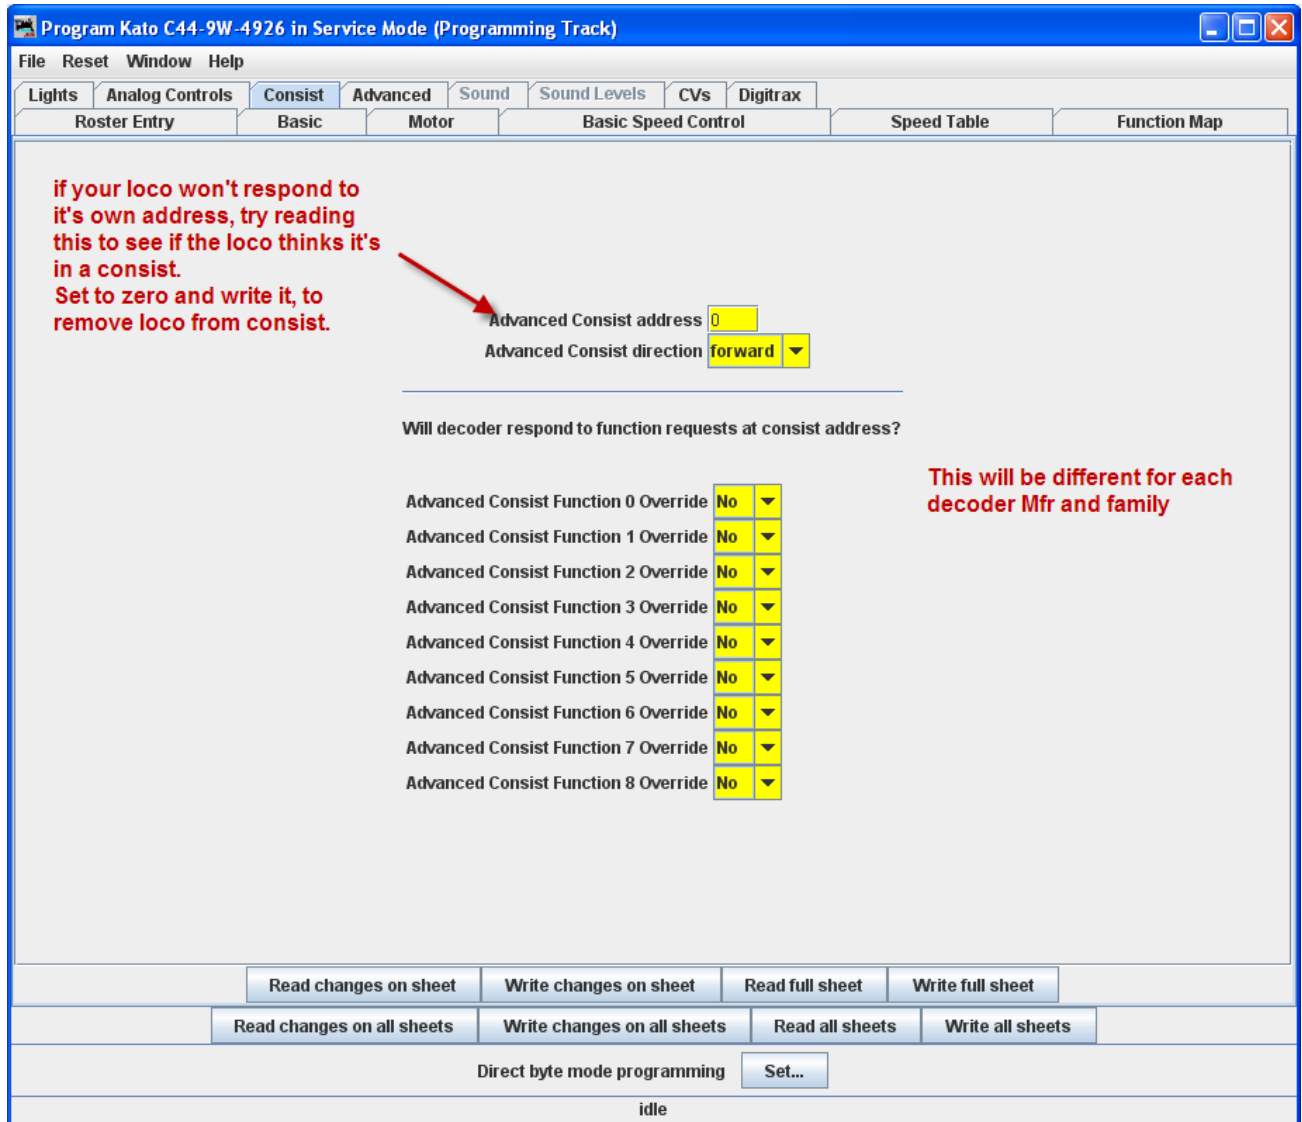 Program Kato C44-9W-4926 in Service Mode (Programming Track)
File Reset Window Help
Lights Analog Controls Consist Advanced Sound Sound Levels CVs Digitrax
Roster Entry Basic Motor Basic Speed Control Speed Table Function Map
if your loco won't respond to
it's own address, try reading
this to see if the loco thinks it's
in a consist.
Set to zero and write it, to
remove loco from consist.
Advanced Consist address 0
Advanced Consist direction forward
Will decoder respond to function requests at consist address?
This will be different for each
decoder Mfr and family
Advanced Consist Function 0 Override No
Advanced Consist Function 1 Override No
Advanced Consist Function 2 Override No
Advanced Consist Function 3 Override No
Advanced Consist Function 4 Override No
Advanced Consist Function 5 Override No
Advanced Consist Function 6 Override No
Advanced Consist Function 7 Override No
Advanced Consist Function 8 Override No
Read changes on sheet Write changes on sheet Read full sheet Write full sheet
Read changes on all sheets Write changes on all sheets Read all sheets Write all sheets
Direct byte mode programming Set...
idle